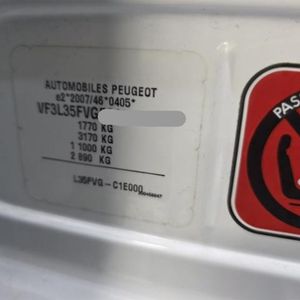 AUTOMOBILES PEUGEOT
e2*2007/46*0405*
VF3L35FVG
1770 KG
3170 KG
1 1000 KG
2 890 KG
L35FVG - C1E000
PAS